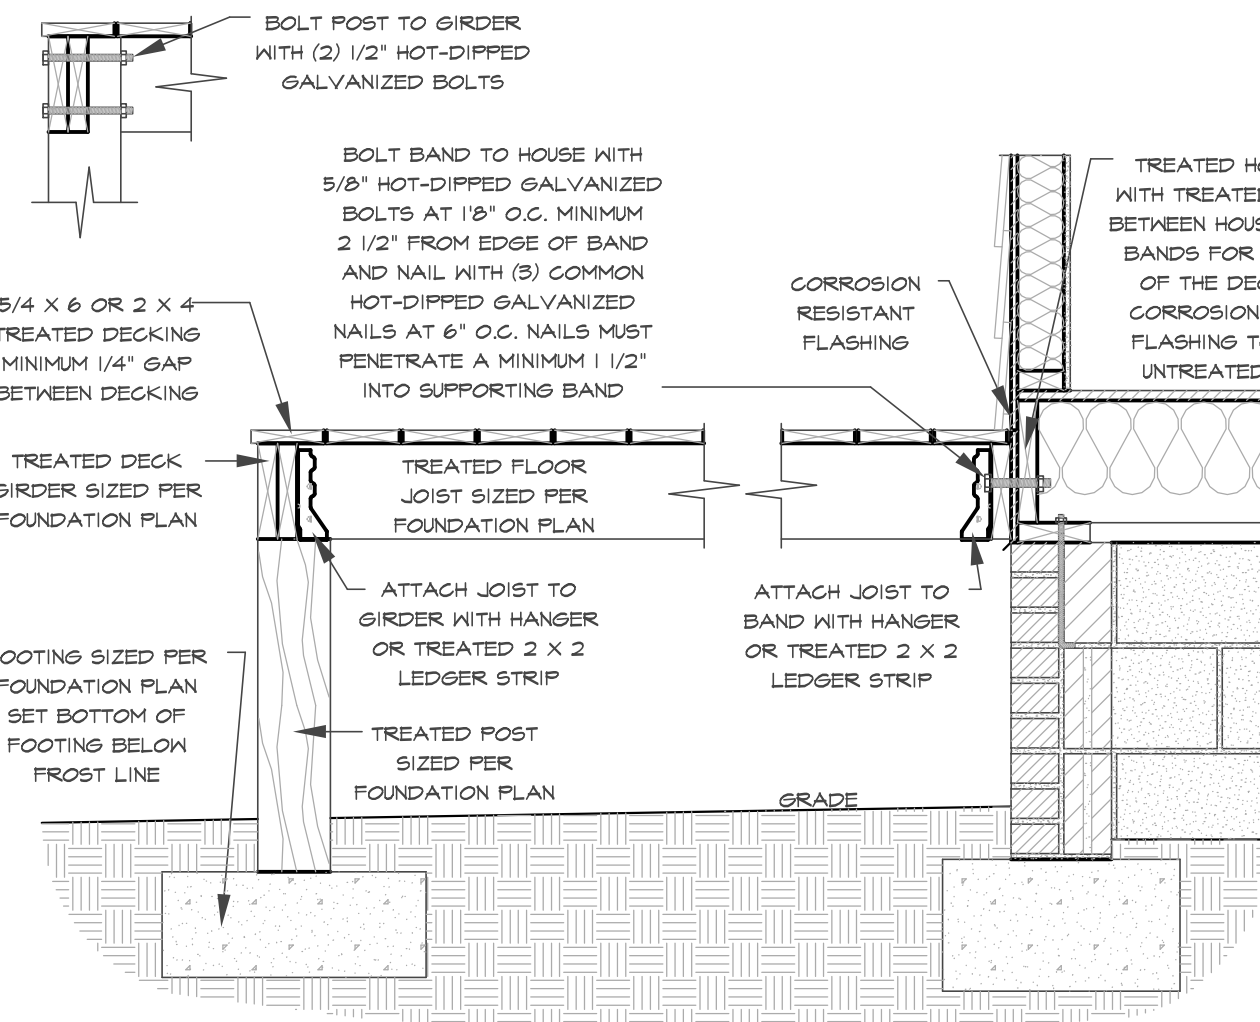 BOLT POST TO GIRDER
WITH (2) 1/2" HOT-DIPPED
GALVANIZED BOLTS
BOLT BAND TO HOUSE WITH
5/8" HOT-DIPPED GALVANIZED
BOLTS AT 1'8" O.C. MINIMUM
2 1/2" FROM EDGE OF BAND
AND NAIL WITH (3) COMMON
HOT-DIPPED GALVANIZED
NAILS AT 6" O.C. NAILS MUST
PENETRATE A MINIMUM 1 1/2"
INTO SUPPORTING BAND
CORROSION
RESISTANT
FLASHING
TREATED
WITH TREATED
BETWEEN
BANDS FOR
OF THE
CORROSION
FLASHING
UNTREATED
5/4 X 6 OR 2 X 4
TREATED DECKING
MINIMUM 1/4" GAP
BETWEEN DECKING
TREATED DECK
GIRDER SIZED PER
FOUNDATION PLAN
TREATED FLOOR
JOIST SIZED PER
FOUNDATION PLAN
ATTACH JOIST TO
GIRDER WITH HANGER
OR TREATED 2 X 2
LEDGER STRIP
ATTACH JOIST TO
BAND WITH HANGER
OR TREATED 2 X 2
LEDGER STRIP
FOOTING SIZED PER
FOUNDATION PLAN
SET BOTTOM OF
FOOTING BELOW
FROST LINE
TREATED POST
SIZED PER
FOUNDATION PLAN
GRADE